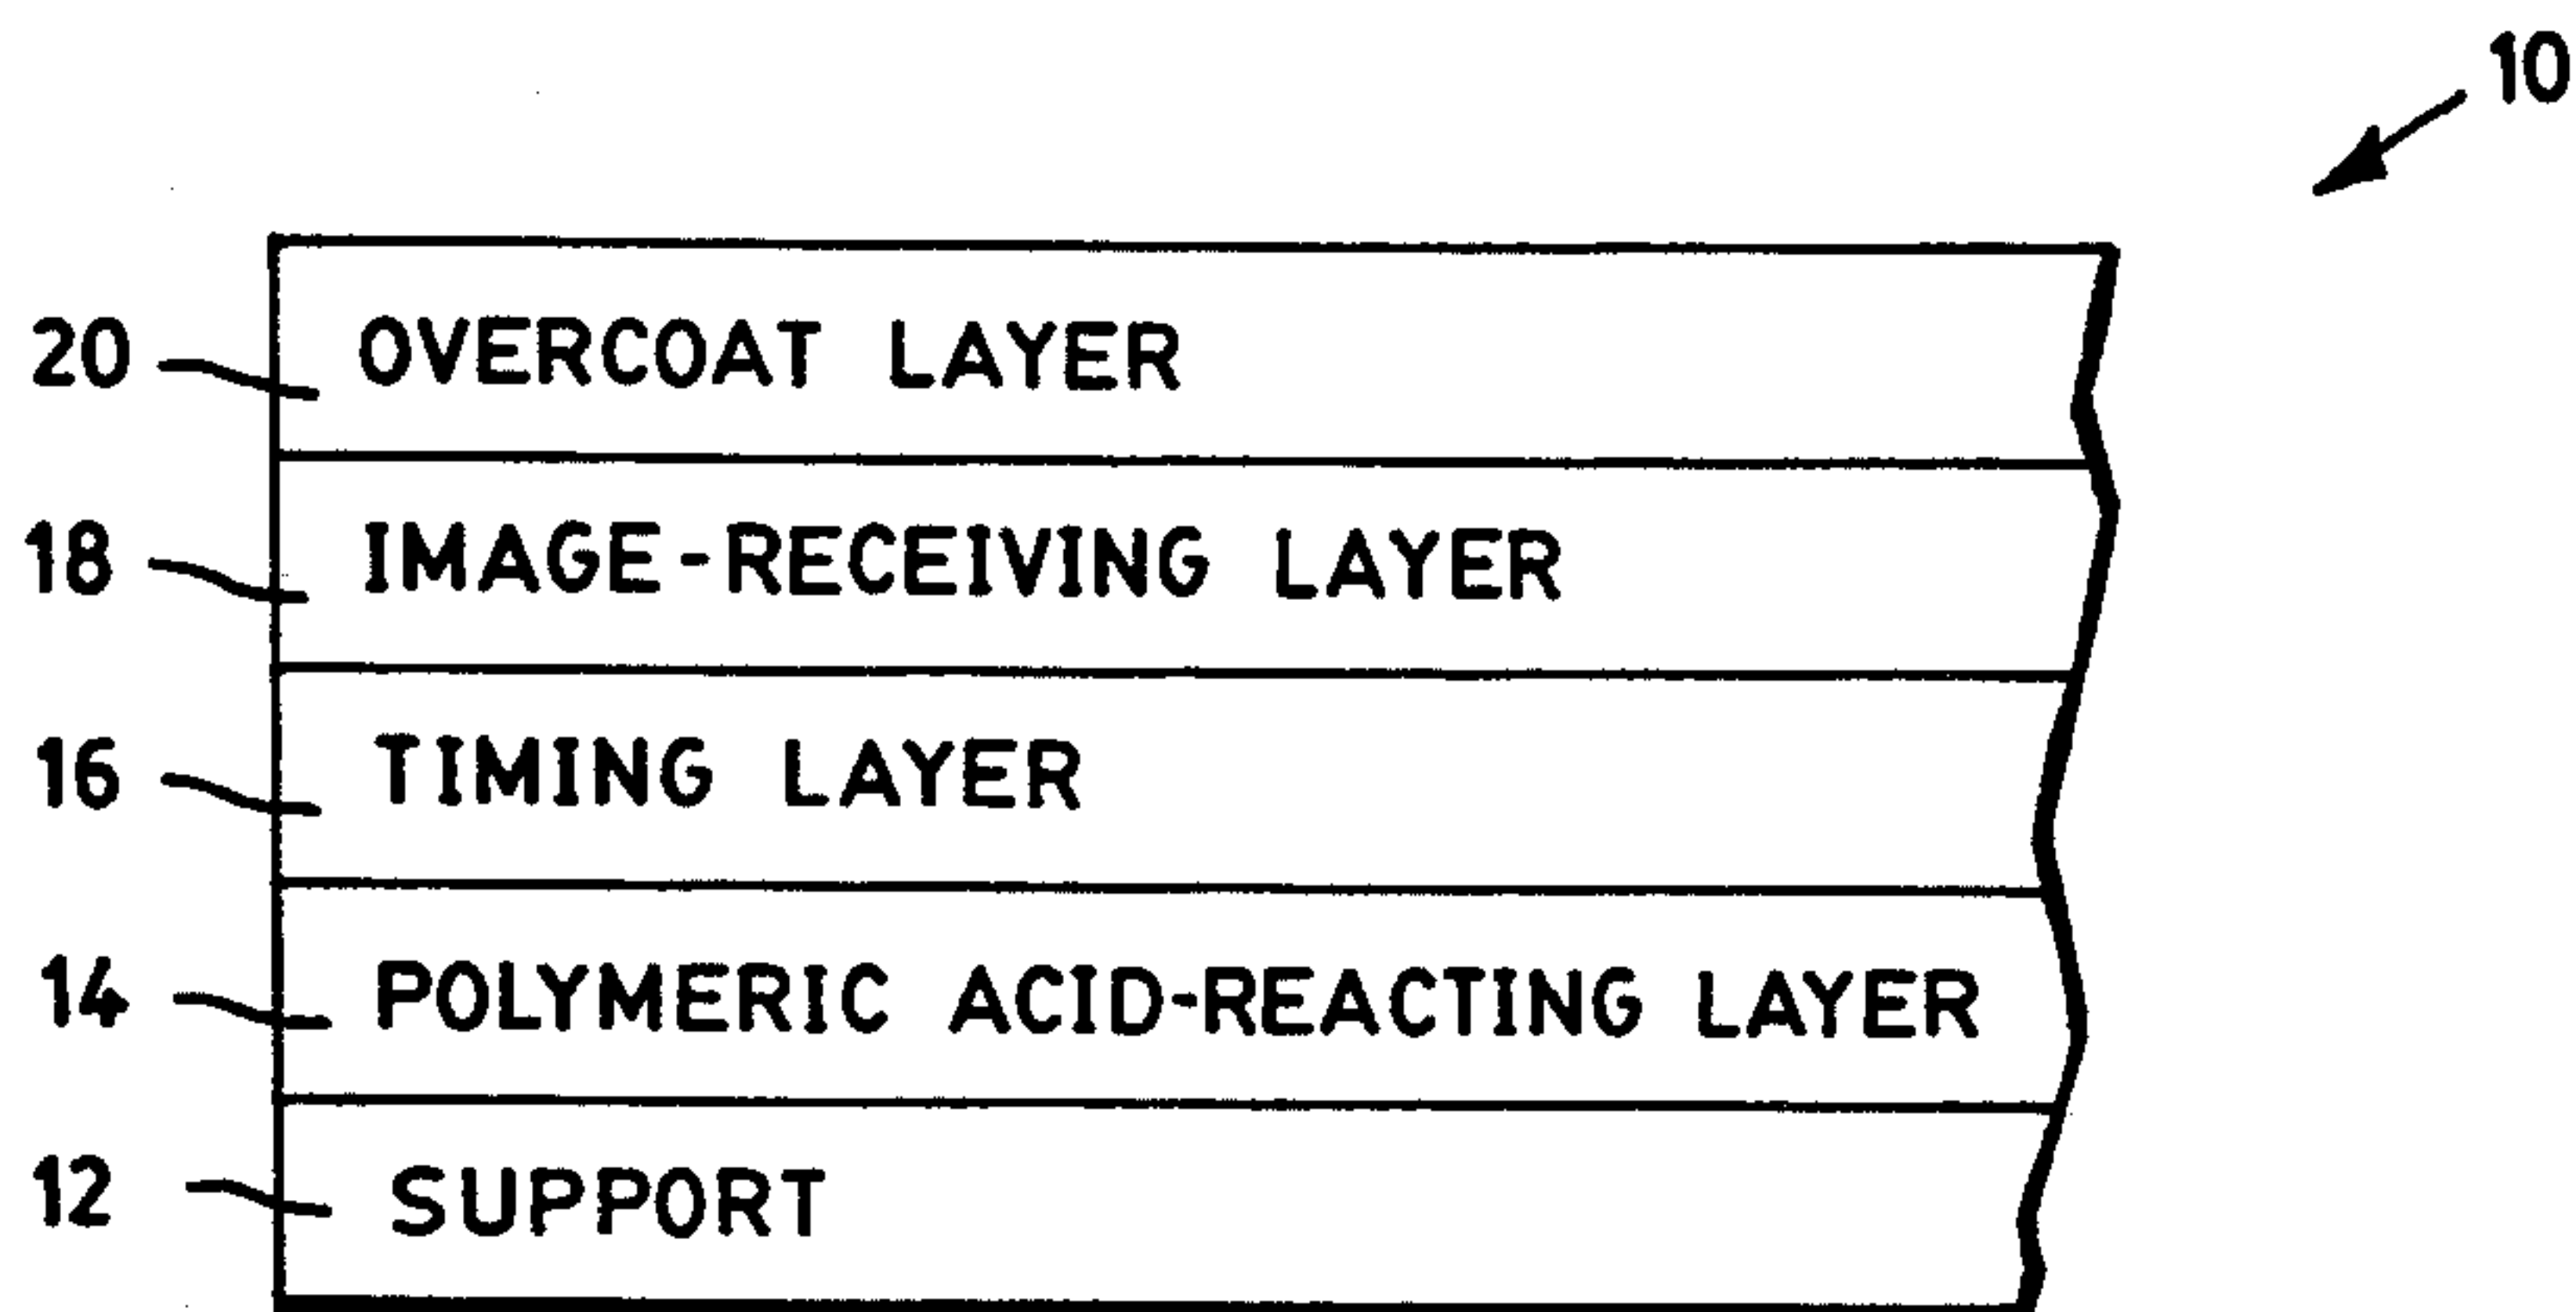 10
20 OVERCOAT LAYER
18 IMAGE-RECEIVING LAYER
16 TIMING LAYER
14 POLYMERIC ACID-REACTING LAYER
12 SUPPORT